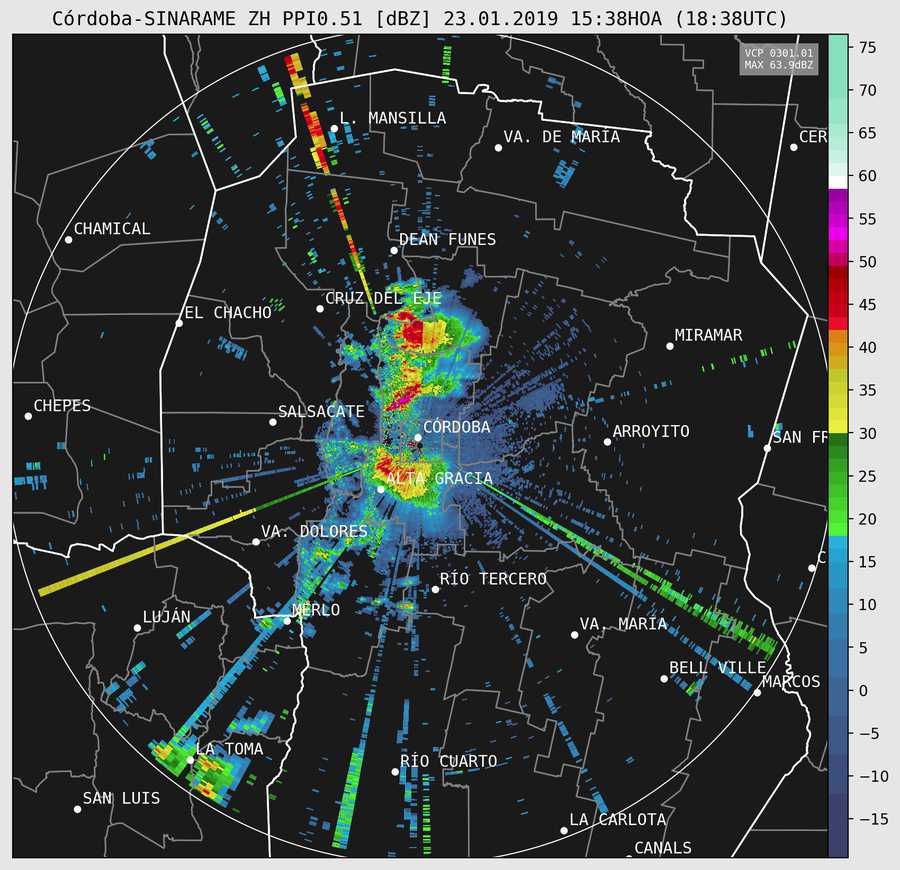 Córdoba-SINARAME ZH PPI0.51 [dBZ] 23.01.2019 15:38HOA (18:38UTC)
VCP 0301.01
MAX 63.9dBZ
75
70
65
60
55
50
45
40
35
30
25
20
15
10
5
0
−5
−10
−15
L. MANSILLA
VA. DE MARÍA
CER
CHAMICAL
DEAN FUNES
CRUZ DEL EJE
EL CHACHO
MIRAMAR
CHEPES
SALSACATE
CÓRDOBA
ARROYITO
SAN FR
ALTA GRACIA
VA. DOLORES
C
RÍO TERCERO
LUJÁN
MERLO
VA. MARÍA
BELL VILLE
MARCOS
LA TOMA
RÍO CUARTO
SAN LUIS
LA CARLOTA
CANALS